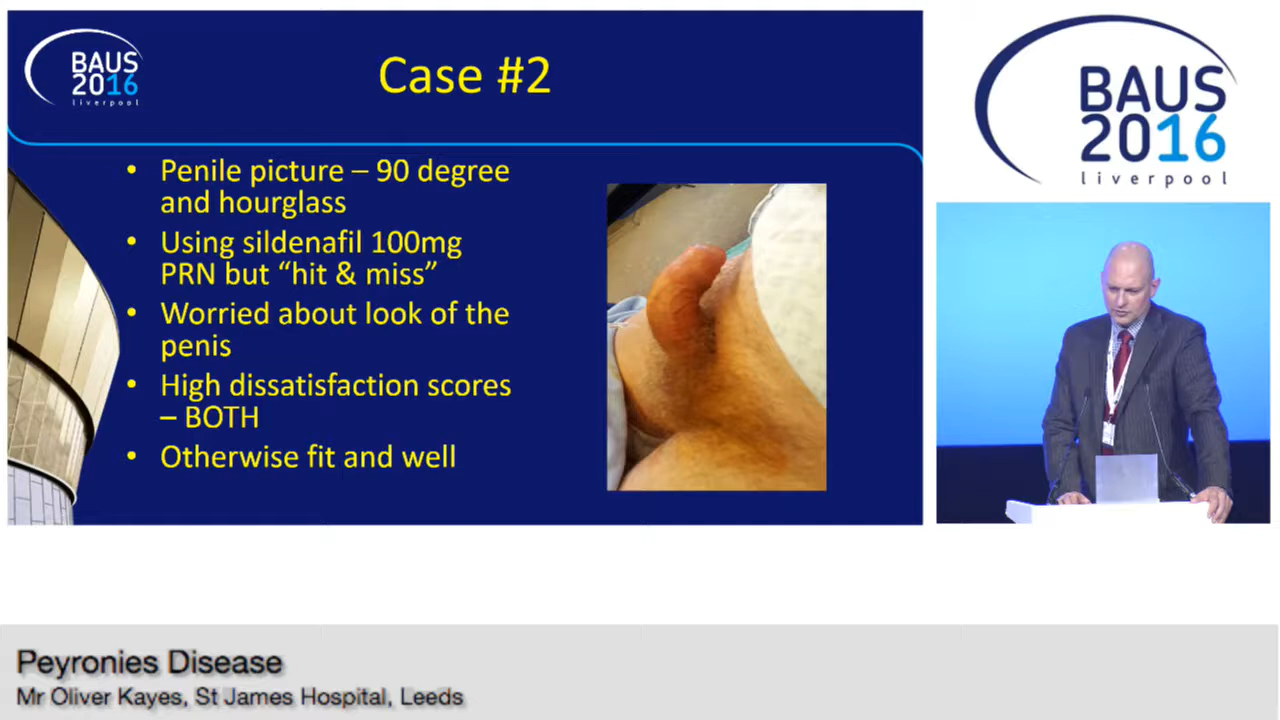 BAUS
2016
liverpool
Case #2
• Penile picture – 90 degree
and hourglass
• Using sildenafil 100mg
PRN but “hit & miss”
• Worried about look of the
penis
• High dissatisfaction scores
– BOTH
• Otherwise fit and well
BAUS
2016
liverpool
Peyronies Disease
Mr Oliver Kayes, St James Hospital, Leeds